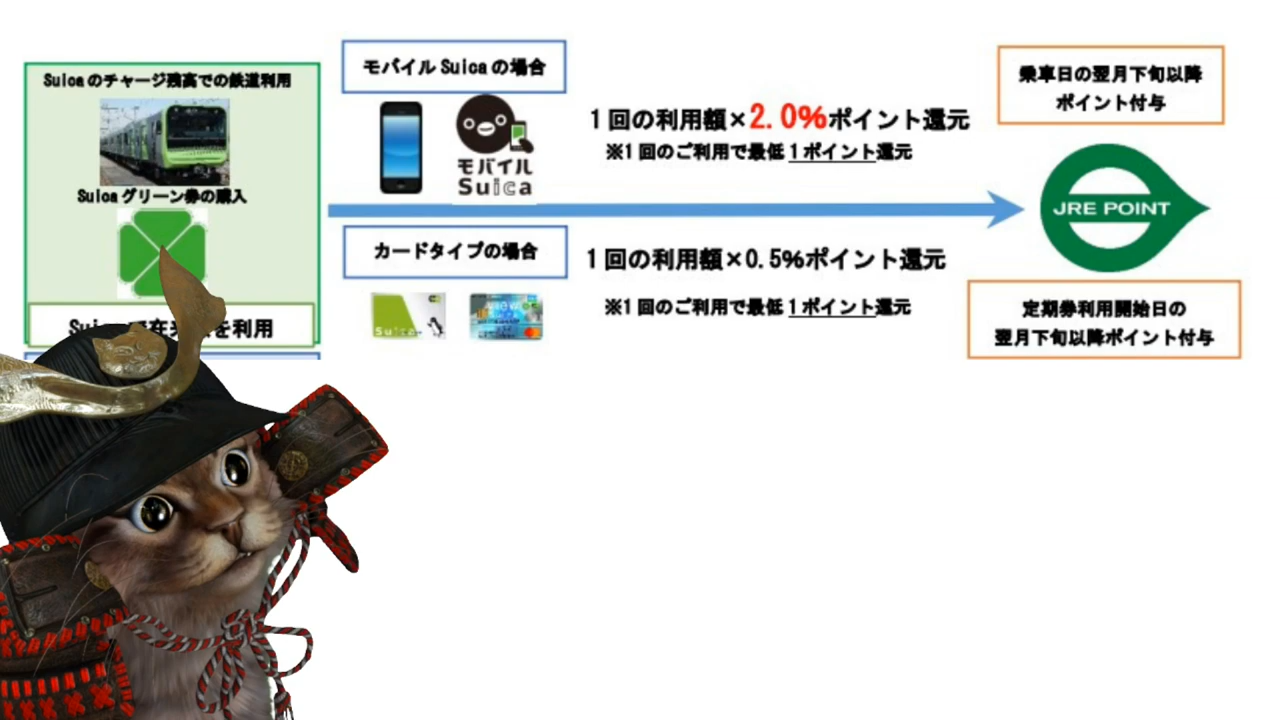 Suicaのチャージ残高での鉄道利用
Suicaグリーン券の購入
を利用
モバイルSuicaの場合
モバイル
Suica
1回の利用額×2.0%ポイント還元
※1回のご利用で最低1ポイント還元
カードタイプの場合
Suica
VIEW
1回の利用額×0.5%ポイント還元
※1回のご利用で最低1ポイント還元
乗車日の翌月下旬以降
ポイント付与
JRE POINT
定期券利用開始日の
翌月下旬以降ポイント付与